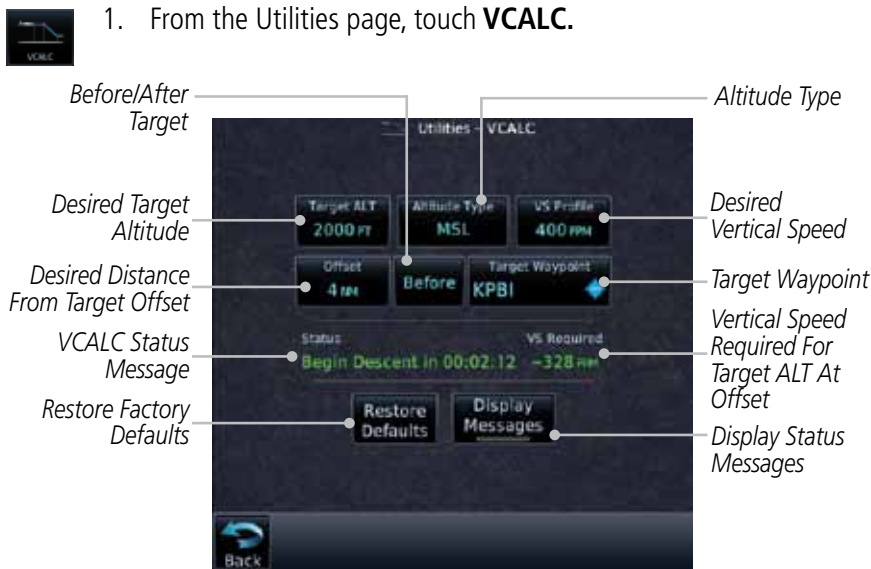 1. From the Utilities page, touch VCALC.
VCALC
Before/After
Target
Altitude Type
Utilities - VCALC
Desired Target
Altitude
Target ALT
2000 FT
Altitude Type
MSL
VS Profile
400 FPM
Desired
Vertical Speed
Desired Distance
From Target Offset
Offset
4 NM
Before
Target Waypoint
KPBI
Target Waypoint
VCALC Status
Message
Status
Begin Descent in 00:02:12
VS Required
-328 FPM
Vertical Speed
Required For
Target ALT At
Offset
Restore Factory
Defaults
Restore
Defaults
Display
Messages
Display Status
Messages
Back